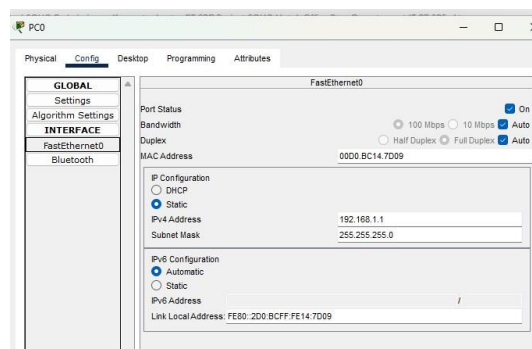 PC0
Physical Config Desktop Programming Attributes
GLOBAL
Settings
Algorithm Settings
INTERFACE
FastEthernet0
Bluetooth
FastEthernet0
Port Status On
Bandwidth 100 Mbps 10 Mbps Auto
Duplex Half Duplex Full Duplex Auto
MAC Address 00D0.BC14.7D09
IP Configuration
DHCP
Static
IPv4 Address 192.168.1.1
Subnet Mask 255.255.255.0
IPv6 Configuration
Automatic
Static
IPv6 Address /
Link Local Address: FE80::2D0:BCFF:FE14:7D09